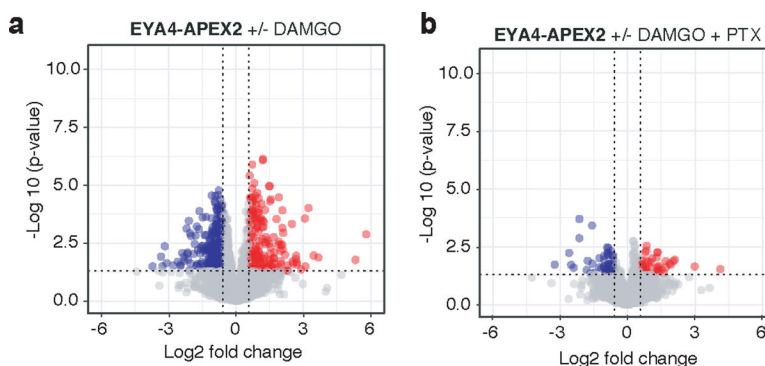 a
EYA4-APEX2 +/- DAMGO
-Log 10 (p-value)
10.0
7.5
5.0
2.5
0.0
-6 -3 0 3 6
Log2 fold change
b
EYA4-APEX2 +/- DAMGO + PTX
-Log 10 (p-value)
10.0
7.5
5.0
2.5
0.0
-6 -3 0 3 6
Log2 fold change